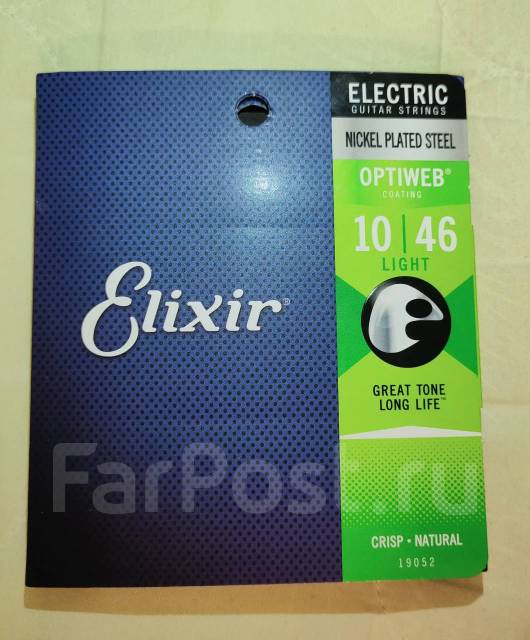 ELECTRIC
GUITAR STRINGS
NICKEL PLATED STEEL
OPTIWEB®
COATING
10 | 46
LIGHT
Elixir®
GREAT TONE
LONG LIFE™
FarPost.ru
CRISP • NATURAL
19052